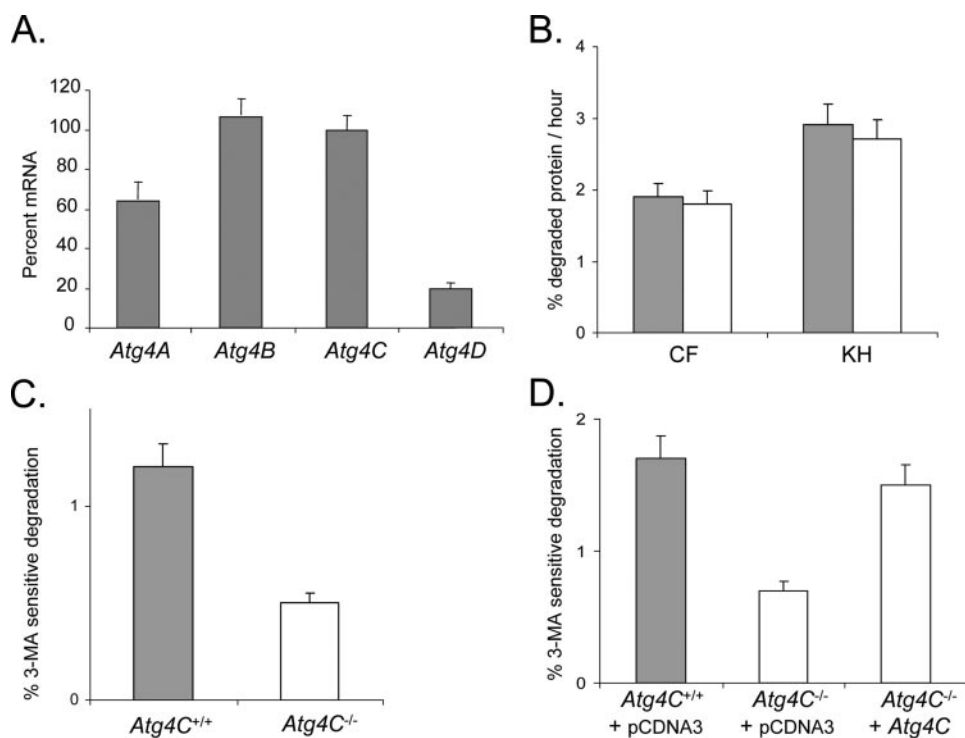 A.
120
100
80
60
40
20
0
Percent mRNA
Atg4A Atg4B Atg4C Atg4D
B.
4
3
2
1
0
% degraded protein / hour
CF KH
C.
1
0
% 3-MA sensitive degradation
Atg4C+/+ Atg4C-/-
D.
2
1
0
% 3-MA sensitive degradation
Atg4C+/+ Atg4C-/- Atg4C-/-
+ pCDNA3 + pCDNA3 + Atg4C